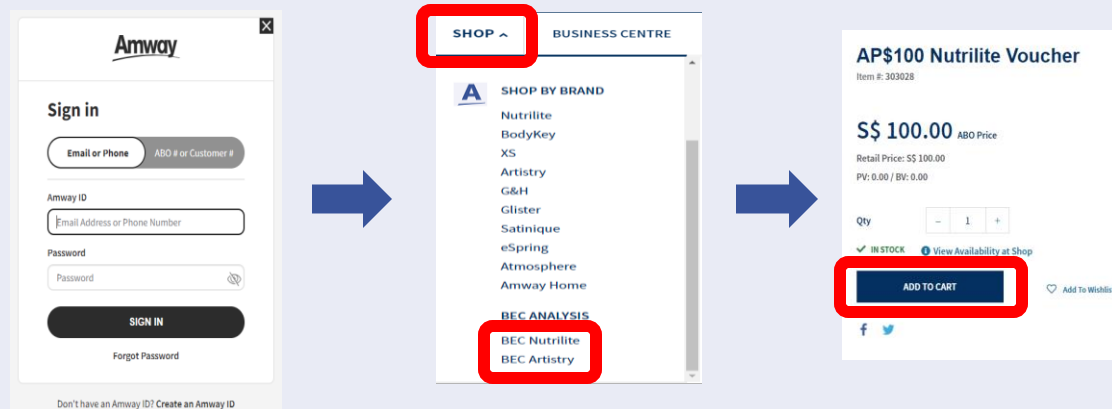 Amway
Sign in
Email or Phone
ABO # or Customer #
Amway ID
Email Address or Phone Number
Password
Password
SIGN IN
Forgot Password
Don't have an Amway ID? Create an Amway ID
SHOP
BUSINESS CENTRE
A
SHOP BY BRAND
Nutrilite
BodyKey
XS
Artistry
G&H
Glister
Satinique
eSpring
Atmosphere
Amway Home
BEC ANALYSIS
BEC Nutrilite
BEC Artistry
AP$100 Nutrilite Voucher
Item #: 303028
S$ 100.00 ABO Price
Retail Price: S$ 100.00
PV: 0.00 / BV: 0.00
Qty
– 1 +
IN STOCK
View Availability at Shop
ADD TO CART
Add To Wishlis